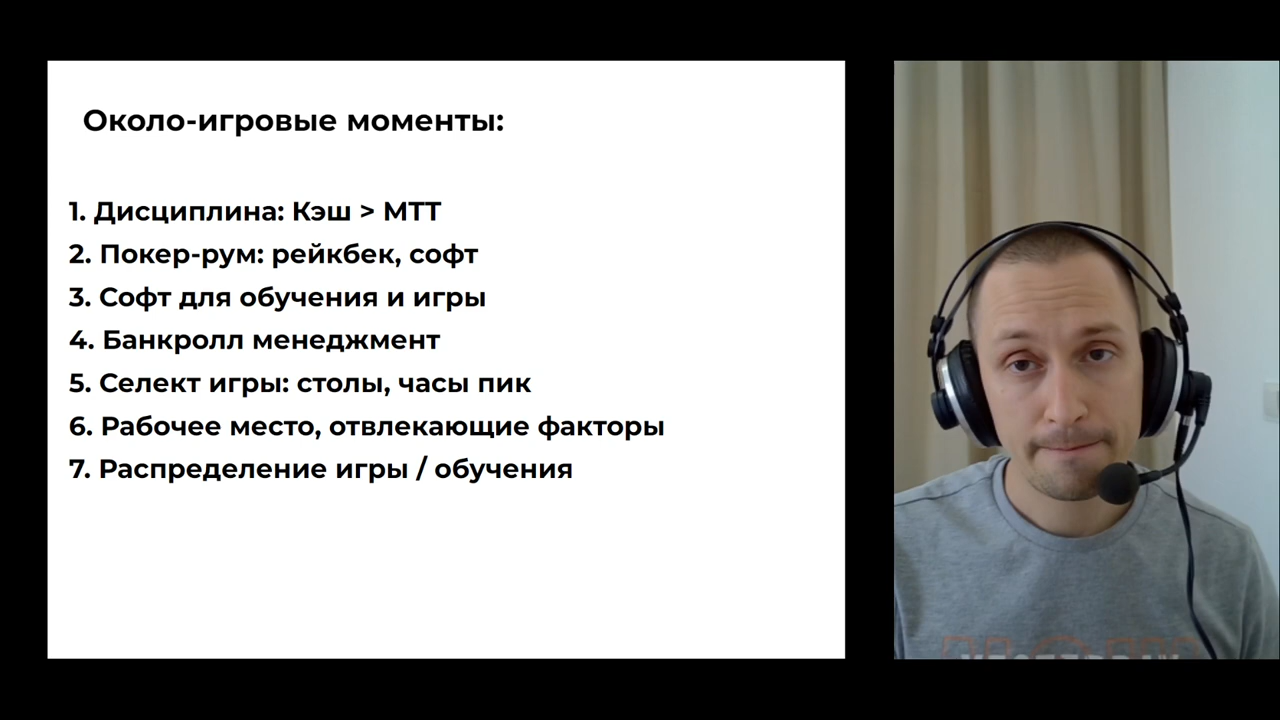 Около-игровые моменты:
1. Дисциплина: Кэш > МТТ
2. Покер-рум: рейкбек, софт
3. Софт для обучения и игры
4. Банкролл менеджмент
5. Селект игры: столы, часы пик
6. Рабочее место, отвлекающие факторы
7. Распределение игры / обучения